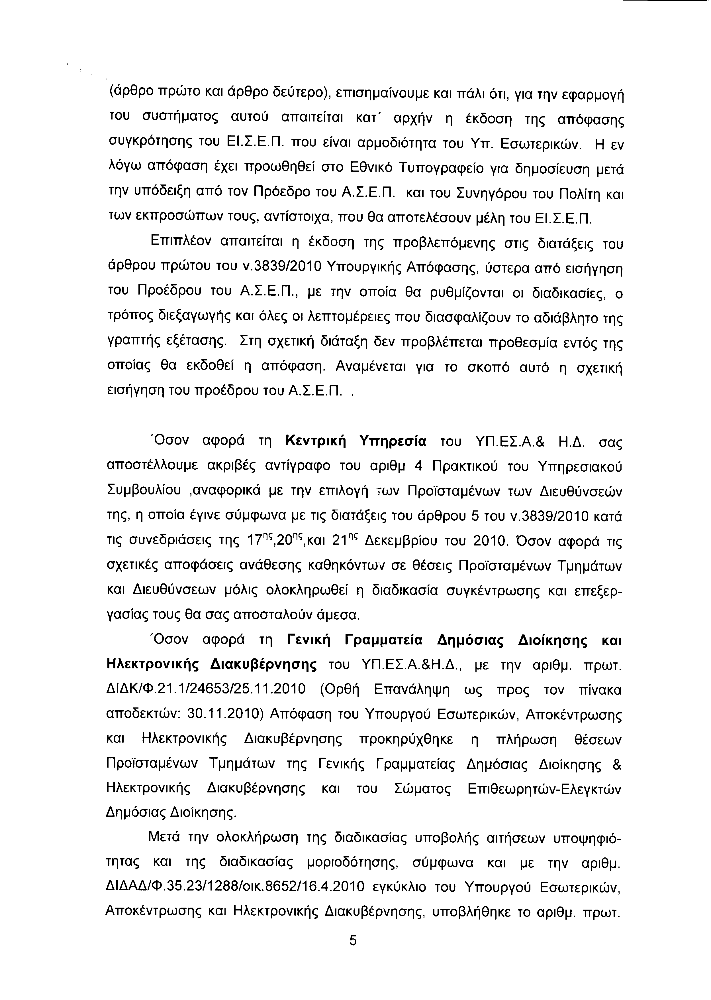 (άρθρο πρώτο και άρθρο δεύτερο), επισημαίνουμε και πάλι ότι, για την εφαρμογή
του συστήματος αυτού απαιτείται κατ΄ αρχήν η έκδοση της απόφασης
συγκρότησης του ΕΙ.Σ.Ε.Π. που είναι αρμοδιότητα του Υπ. Εσωτερικών. Η εν
λόγω απόφαση έχει προωθηθεί στο Εθνικό Τυπογραφείο για δημοσίευση μετά
την υπόδειξη από τον Πρόεδρο του Α.Σ.Ε.Π. και του Συνηγόρου του Πολίτη και
των εκπροσώπων τους, αντίστοιχα, που θα αποτελέσουν μέλη του ΕΙ.Σ.Ε.Π.
Επιπλέον απαιτείται η έκδοση της προβλεπόμενης στις διατάξεις του
άρθρου πρώτου του ν.3839/2010 Υπουργικής Απόφασης, ύστερα από εισήγηση
του Προέδρου του Α.Σ.Ε.Π., με την οποία θα ρυθμίζονται οι διαδικασίες, ο
τρόπος διεξαγωγής και όλες οι λεπτομέρειες που διασφαλίζουν το αδιάβλητο της
γραπτής εξέτασης. Στη σχετική διάταξη δεν προβλέπεται προθεσμία εντός της
οποίας θα εκδοθεί η απόφαση. Αναμένεται για το σκοπό αυτό η σχετική
εισήγηση του προέδρου του Α.Σ.Ε.Π. .
Όσον αφορά τη Κεντρική Υπηρεσία του ΥΠ.ΕΣ.Α.& Η.Δ. σας
αποστέλλουμε ακριβές αντίγραφο του αριθμ 4 Πρακτικού του Υπηρεσιακού
Συμβουλίου ,αναφορικά με την επιλογή των Προϊσταμένων των Διευθύνσεών
της, η οποία έγινε σύμφωνα με τις διατάξεις του άρθρου 5 του ν.3839/2010 κατά
τις συνεδριάσεις της 17ης,20ης,και 21ης Δεκεμβρίου του 2010. Όσον αφορά τις
σχετικές αποφάσεις ανάθεσης καθηκόντων σε θέσεις Προϊσταμένων Τμημάτων
και Διευθύνσεων μόλις ολοκληρωθεί η διαδικασία συγκέντρωσης και επεξερ-
γασίας τους θα σας αποσταλούν άμεσα.
Όσον αφορά τη Γενική Γραμματεία Δημόσιας Διοίκησης και
Ηλεκτρονικής Διακυβέρνησης του ΥΠ.ΕΣ.Α.&Η.Δ., με την αριθμ. πρωτ.
ΔΙΔΚ/Φ.21.1/24653/25.11.2010 (Ορθή Επανάληψη ως προς τον πίνακα
αποδεκτών: 30.11.2010) Απόφαση του Υπουργού Εσωτερικών, Αποκέντρωσης
και Ηλεκτρονικής Διακυβέρνησης προκηρύχθηκε η πλήρωση θέσεων
Προϊσταμένων Τμημάτων της Γενικής Γραμματείας Δημόσιας Διοίκησης &
Ηλεκτρονικής Διακυβέρνησης και του Σώματος Επιθεωρητών-Ελεγκτών
Δημόσιας Διοίκησης.
Μετά την ολοκλήρωση της διαδικασίας υποβολής αιτήσεων υποψηφιό-
τητας και της διαδικασίας μοριοδότησης, σύμφωνα και με την αριθμ.
ΔΙΔΑΔ/Φ.35.23/1288/οικ.8652/16.4.2010 εγκύκλιο του Υπουργού Εσωτερικών,
Αποκέντρωσης και Ηλεκτρονικής Διακυβέρνησης, υποβλήθηκε το αριθμ. πρωτ.
5